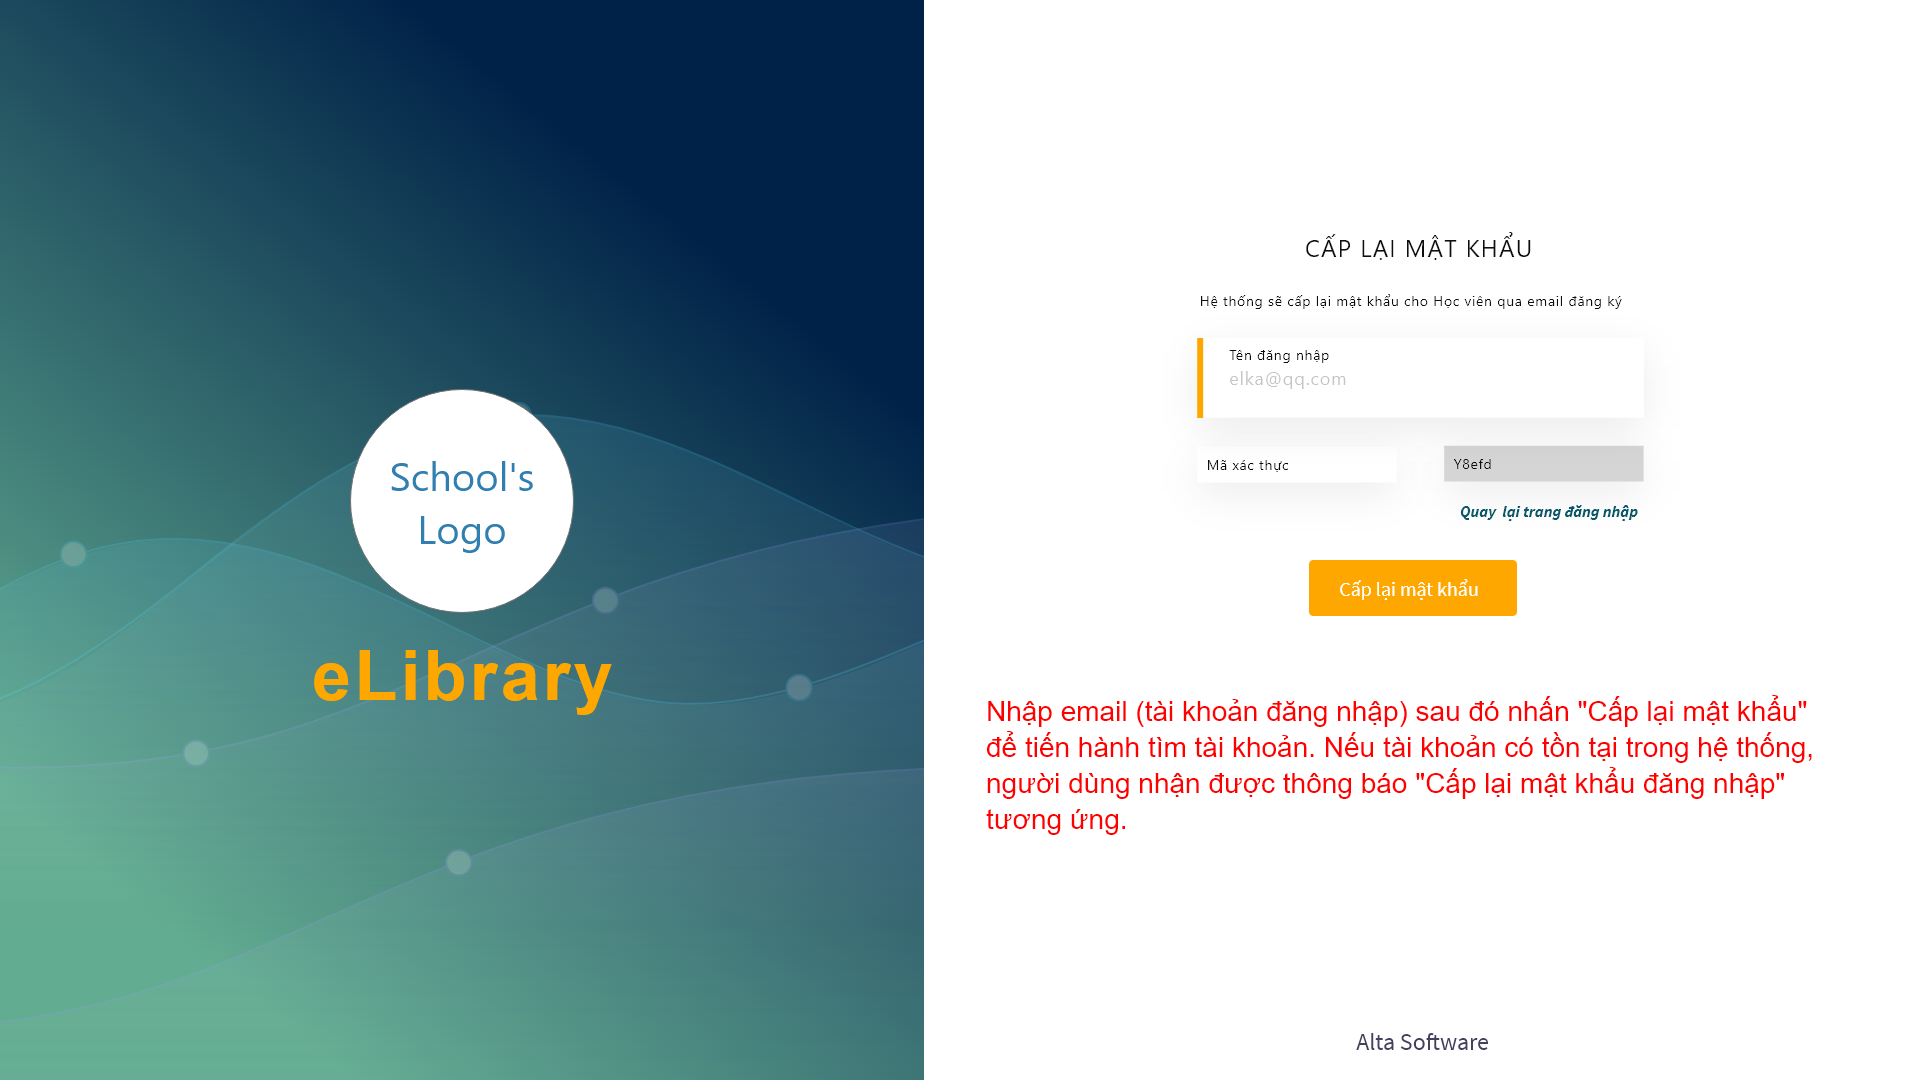 School's
Logo
eLibrary
CẤP LẠI MẬT KHẨU
Hệ thống sẽ cấp lại mật khẩu cho Học viên qua email đăng ký
Tên đăng nhập
elka@qq.com
Mã xác thực
Y8efd
Quay lại trang đăng nhập
Cấp lại mật khẩu
Nhập email (tài khoản đăng nhập) sau đó nhấn "Cấp lại mật khẩu"
để tiến hành tìm tài khoản. Nếu tài khoản có tồn tại trong hệ thống,
người dùng nhận được thông báo "Cấp lại mật khẩu đăng nhập"
tương ứng.
Alta Software